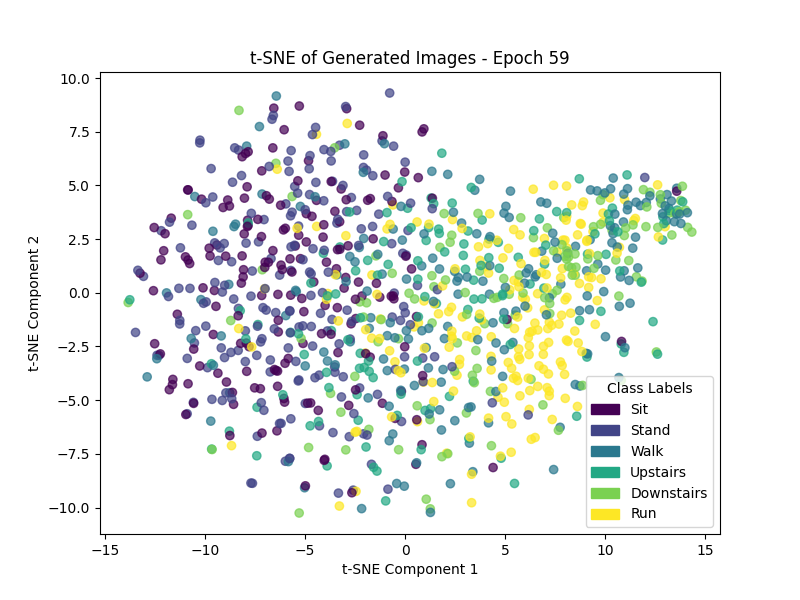 t-SNE of Generated Images - Epoch 59
10.0
7.5
5.0
2.5
0.0
−2.5
−5.0
−7.5
−10.0
t-SNE Component 2
Class Labels
Sit
Stand
Walk
Upstairs
Downstairs
Run
−15
−10
−5
0
5
10
15
t-SNE Component 1